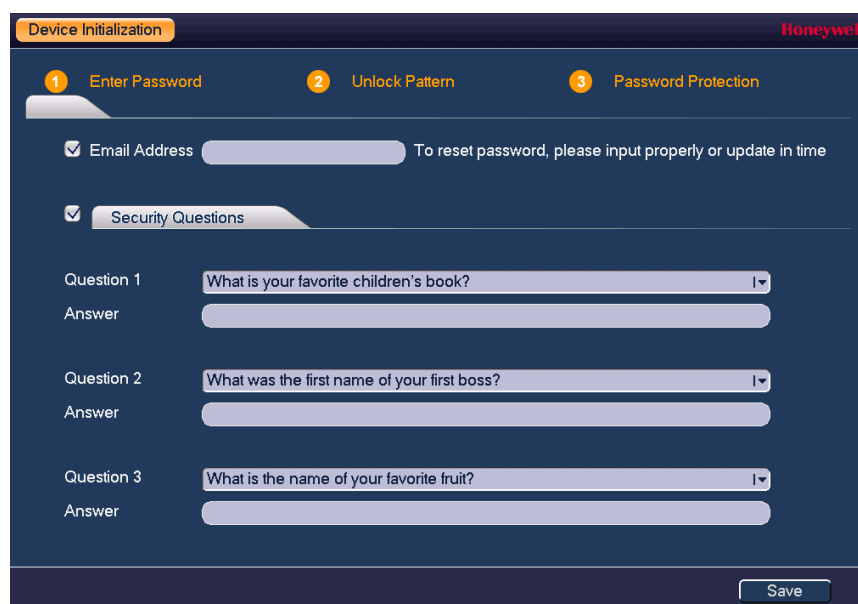 Device Initialization Honeywel
1 Enter Password 2 Unlock Pattern 3 Password Protection
Email Address To reset password, please input properly or update in time
Security Questions
Question 1 What is your favorite children's book?
Answer
Question 2 What was the first name of your first boss?
Answer
Question 3 What is the name of your favorite fruit?
Answer
Save